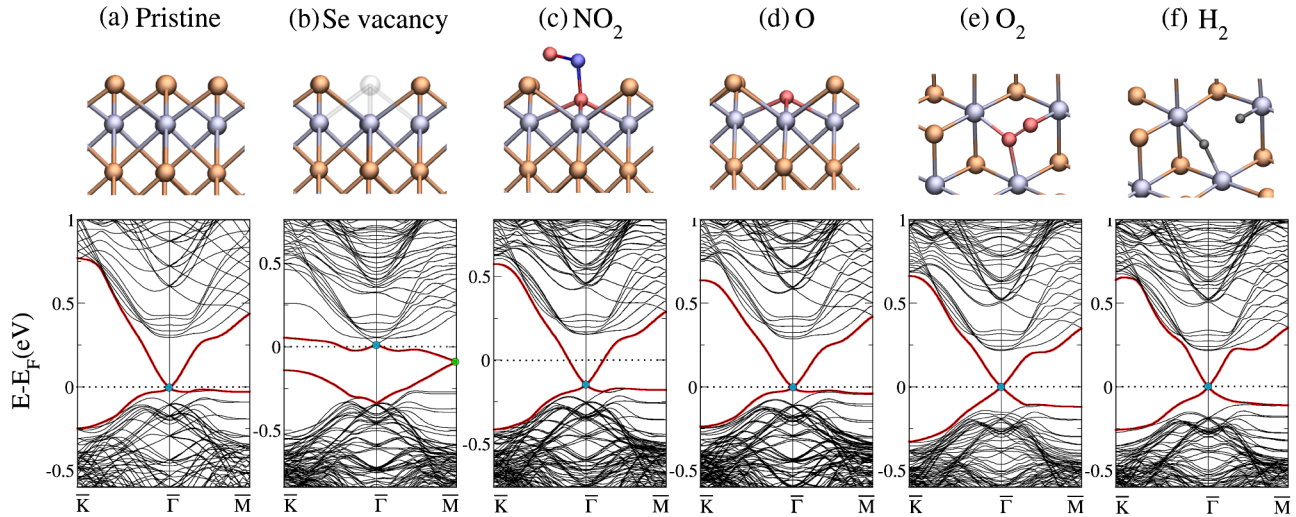 (a) Pristine
(b) Se vacancy
(c) NO2
(d) O
(e) O2
(f) H2
E-EF(eV)
1
0.5
0
-0.5
K̅ Γ̅ M̅
0.5
0
-0.5
K̅ Γ̅ M̅
0.5
0
-0.5
K̅ Γ̅ M̅
1
0.5
0
-0.5
K̅ Γ̅ M̅
1
0.5
0
-0.5
K̅ Γ̅ M̅
1
0.5
0
-0.5
K̅ Γ̅ M̅